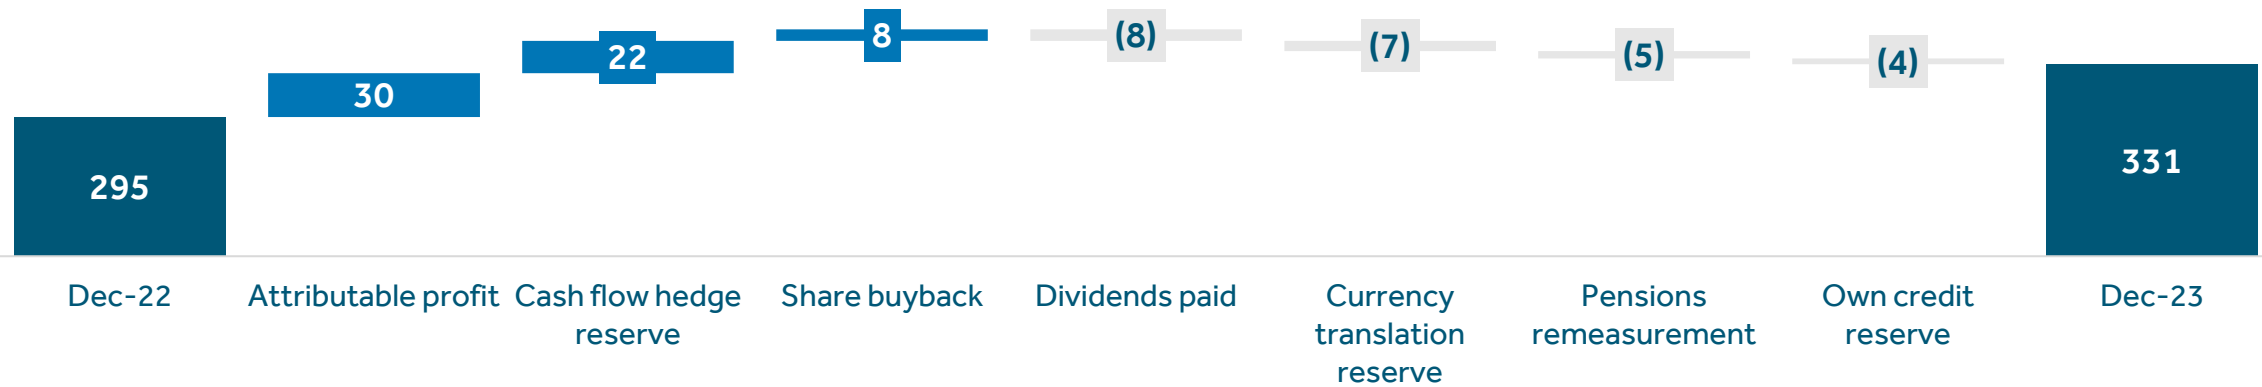 295
30
22
8
(8)
(7)
(5)
(4)
331
Dec-22
Attributable profit
Cash flow hedge
reserve
Share buyback
Dividends paid
Currency
translation
reserve
Pensions
remeasurement
Own credit
reserve
Dec-23